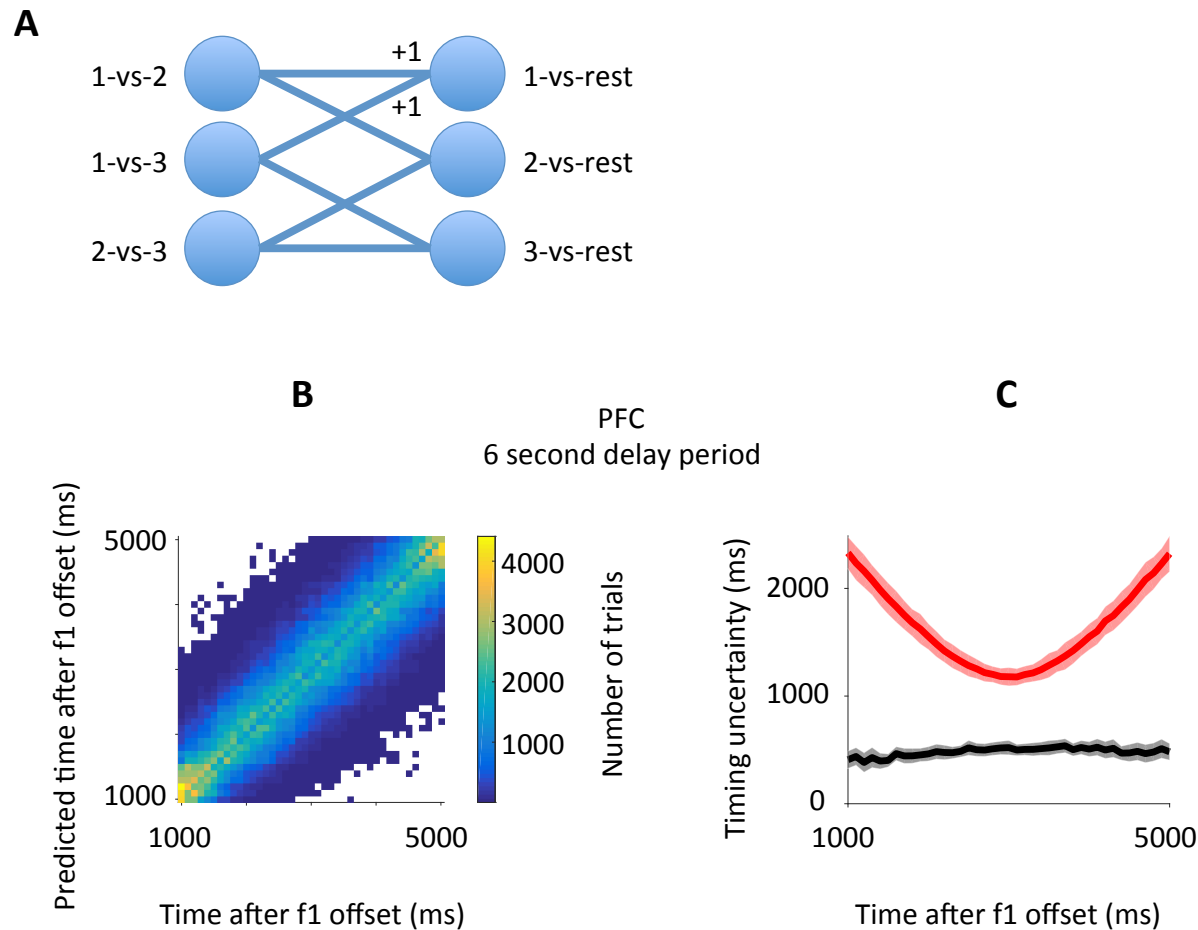 A
+1
1-vs-2
1-vs-rest
+1
1-vs-3
2-vs-rest
2-vs-3
3-vs-rest
B
PFC
6 second delay period
C
Predicted time after f1 offset (ms)
5000
1000
1000
5000
Time after f1 offset (ms)
4000
3000
2000
1000
Number of trials
Timing uncertainty (ms)
2000
1000
0
1000
5000
Time after f1 offset (ms)